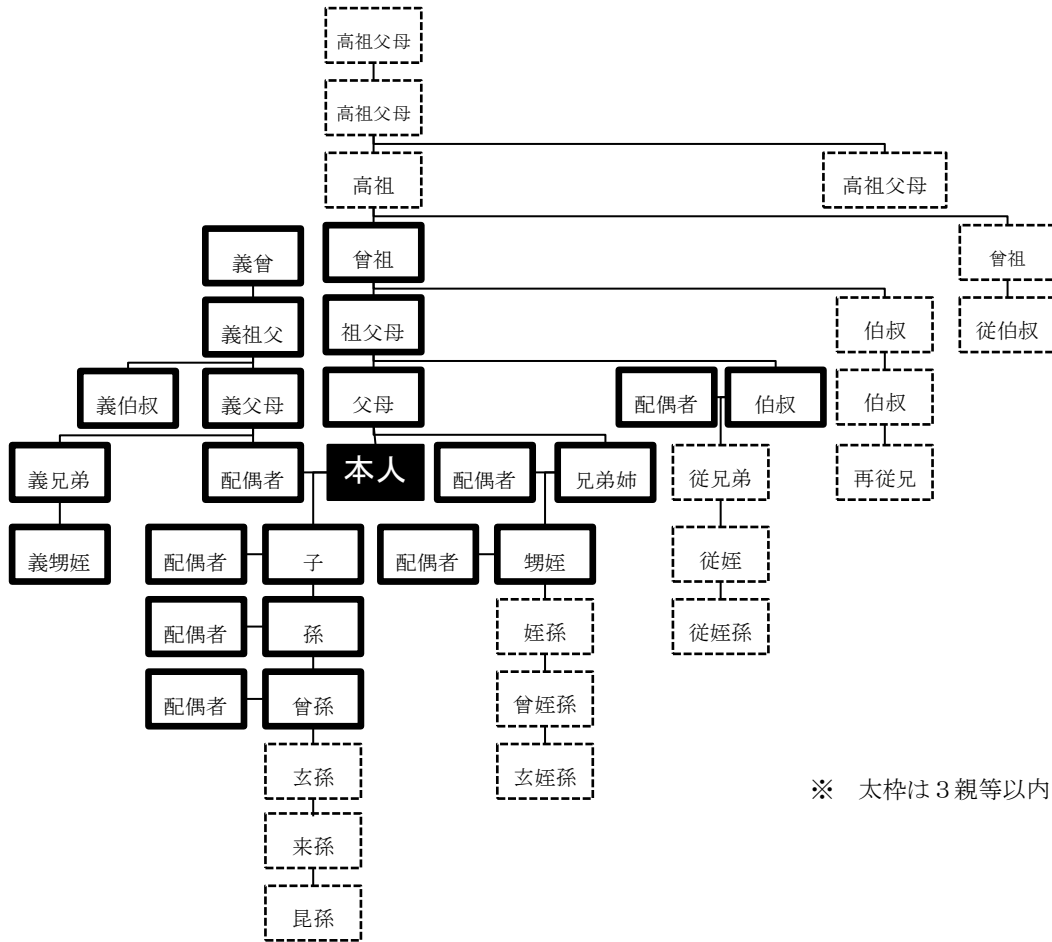 高祖父母
高祖父母
高祖
高祖父母
義曾
曾祖
曾祖
義祖父
祖父母
伯叔
従伯叔
義伯叔
義父母
父母
配偶者
伯叔
伯叔
義兄弟
配偶者
本人
配偶者
兄弟姉
従兄弟
再従兄
義甥姪
配偶者
子
配偶者
甥姪
従姪
配偶者
孫
姪孫
従姪孫
配偶者
曾孫
曾姪孫
玄孫
玄姪孫
※ 太枠は3親等以内
来孫
昆孫